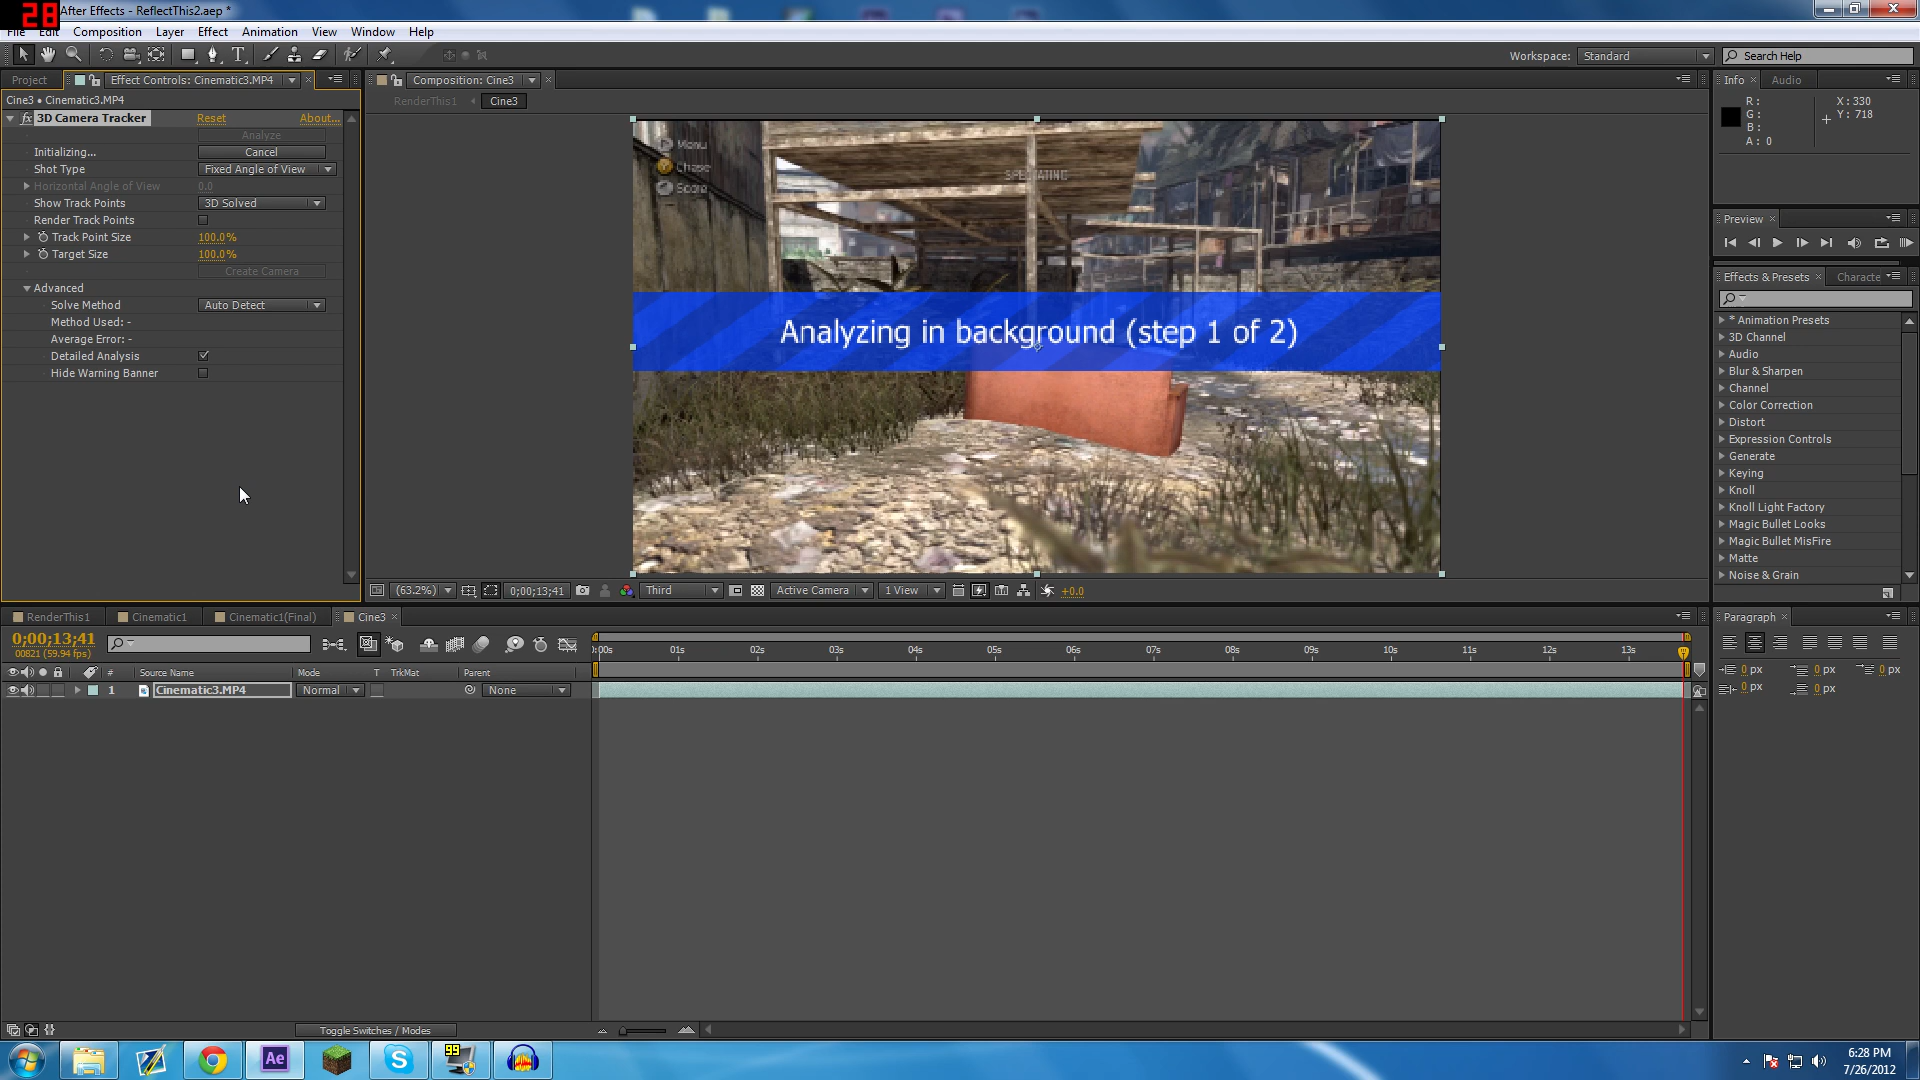 28
After Effects - ReflectThis2.aep *
File Edit Composition Layer Effect Animation View Window Help
Workspace: Standard Search Help
Project Effect Controls: Cinematic3.MP4
Cine3 • Cinematic3.MP4
fx 3D Camera Tracker Reset About...
Analyze
Initializing... Cancel
Shot Type Fixed Angle of View
Horizontal Angle of View 0.0
Show Track Points 3D Solved
Render Track Points
Track Point Size 100.0%
Target Size 100.0%
Create Camera
Advanced
Solve Method Auto Detect
Method Used: -
Average Error: -
Detailed Analysis
Hide Warning Banner
Composition: Cine3
RenderThis1 Cine3
Menu
Y Chase
Score
SPECTATING
Analyzing in background (step 1 of 2)
(63.2%) 0;00;13;41 Third Active Camera 1 View +0.0
Info Audio
R: X: 330
G: Y: 718
B:
A: 0
Preview
Effects & Presets Characte
* Animation Presets
3D Channel
Audio
Blur & Sharpen
Channel
Color Correction
Distort
Expression Controls
Generate
Keying
Knoll
Knoll Light Factory
Magic Bullet Looks
Magic Bullet MisFire
Matte
Noise & Grain
RenderThis1 Cinematic1 Cinematic1(Final) Cine3
0;00;13;41
00821 (59.94 fps)
# Source Name Mode T TrkMat Parent
1 Cinematic3.MP4 Normal None
):00s 01s 02s 03s 04s 05s 06s 07s 08s 09s 10s 11s 12s 13s
Toggle Switches / Modes
Paragraph
0 px 0 px 0 px
0 px 0 px
Ae
S
99
6:28 PM
7/26/2012